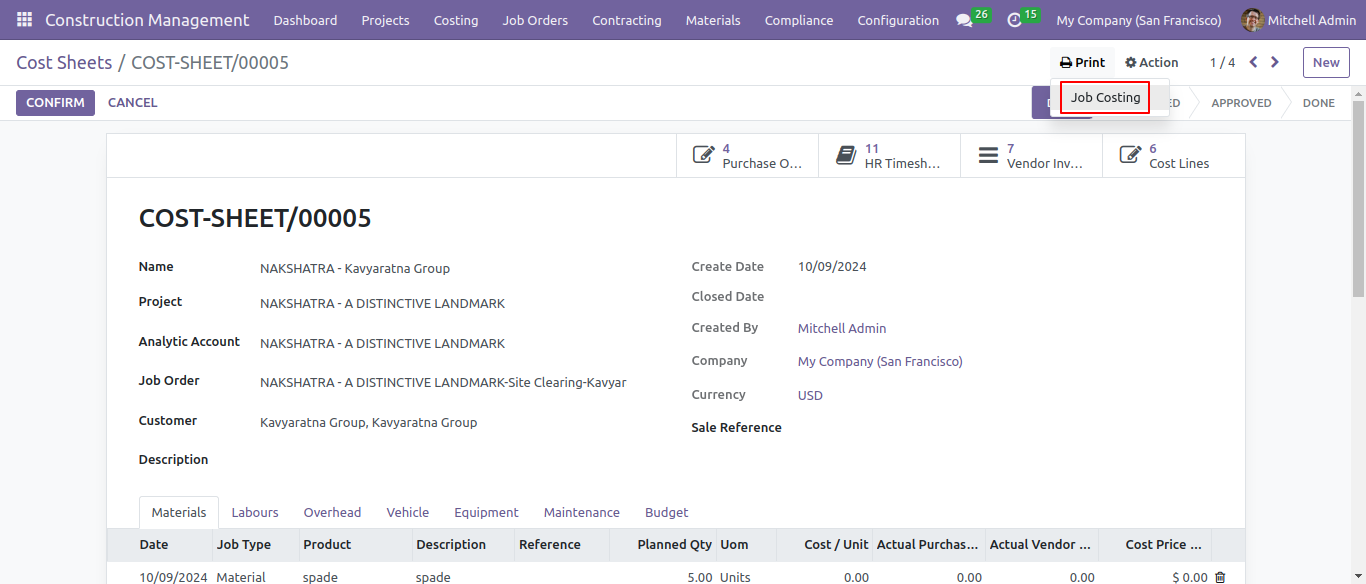 Construction Management Dashboard Projects Costing Job Orders Contracting Materials Compliance Configuration 26 15 My Company (San Francisco) Mitchell Admin
Cost Sheets / COST-SHEET/00005 Print Action 1 / 4 New
CONFIRM CANCEL Job Costing APPROVED DONE
4 Purchase O... 11 HR Timesh... 7 Vendor Inv... 6 Cost Lines
COST-SHEET/00005
Name NAKSHATRA - Kavyaratna Group
Project NAKSHATRA - A DISTINCTIVE LANDMARK
Analytic Account NAKSHATRA - A DISTINCTIVE LANDMARK
Job Order NAKSHATRA - A DISTINCTIVE LANDMARK-Site Clearing-Kavyar
Customer Kavyaratna Group, Kavyaratna Group
Description
Create Date 10/09/2024
Closed Date
Created By Mitchell Admin
Company My Company (San Francisco)
Currency USD
Sale Reference
Materials Labours Overhead Vehicle Equipment Maintenance Budget
Date Job Type Product Description Reference Planned Qty Uom Cost / Unit Actual Purchas... Actual Vendor ... Cost Price ...
10/09/2024 Material spade spade 5.00 Units 0.00 0.00 0.00 $ 0.00